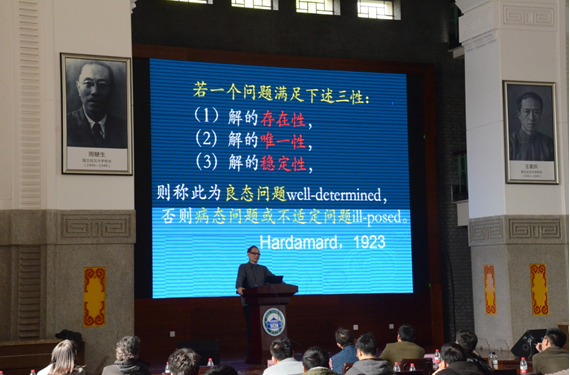 若一个问题满足下述三性：
（1）解的存在性，
（2）解的唯一性，
（3）解的稳定性，
则称此为良态问题well-determined，
否则病态问题或不适定问题ill-posed。
Hardamard，1923
周鲠生